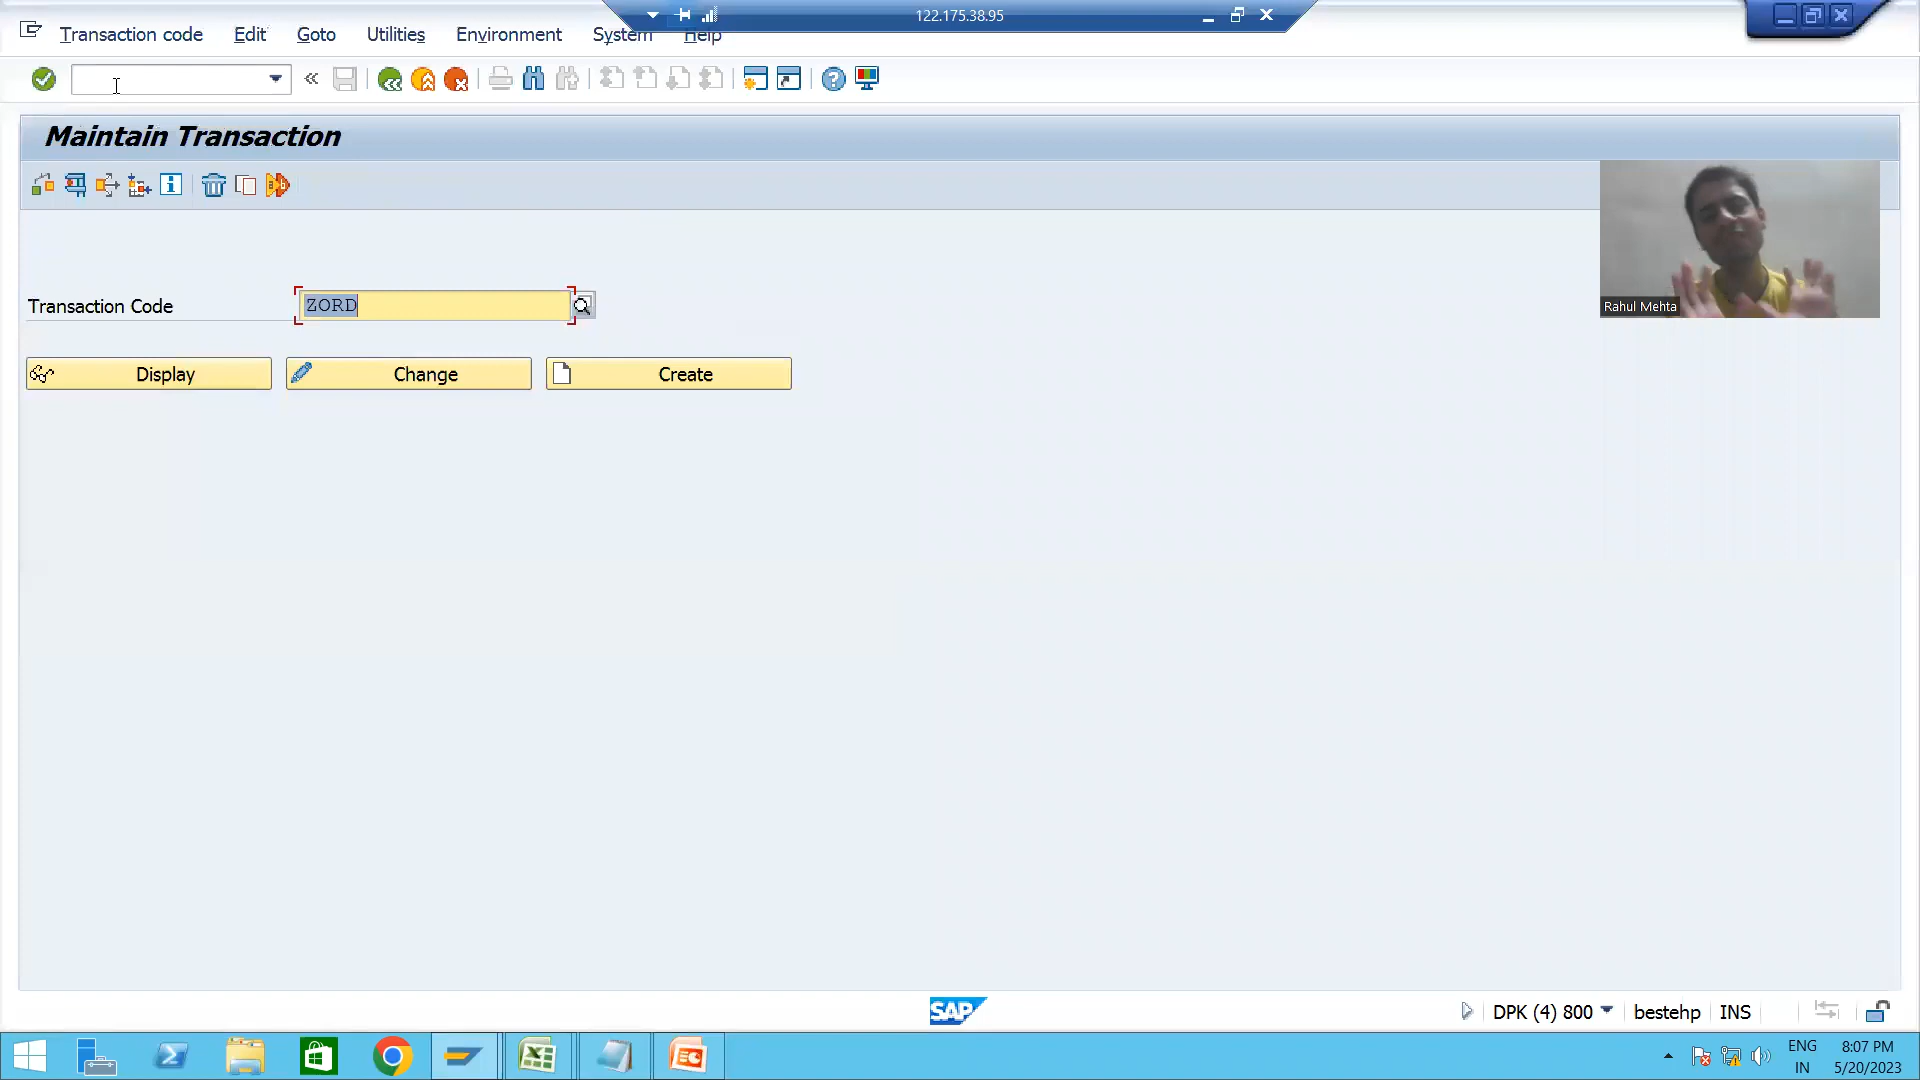 122.175.38.95
Transaction code Edit Goto Utilities Environment System Help
Maintain Transaction
Transaction Code ZORD
Rahul Mehta
Display Change Create
SAP
DPK (4) 800 bestehp INS
ENG 8:07 PM
IN 5/20/2023